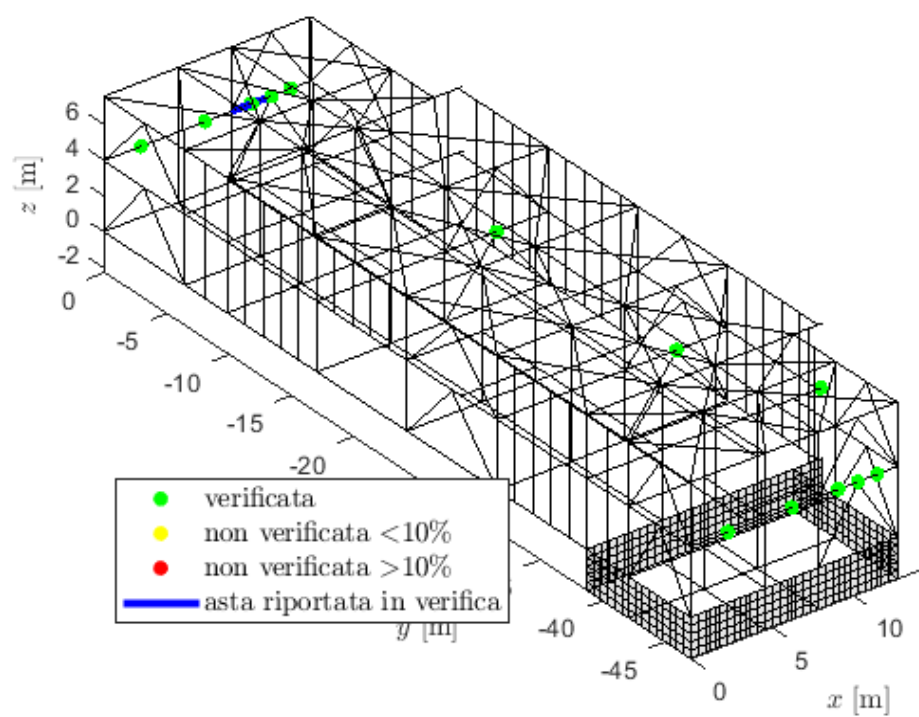 6
4
2
0
-2
z [m]
0
-5
-10
-15
-20
-40
-45
y [m]
0
5
10
x [m]
verificata
non verificata <10%
non verificata >10%
asta riportata in verifica